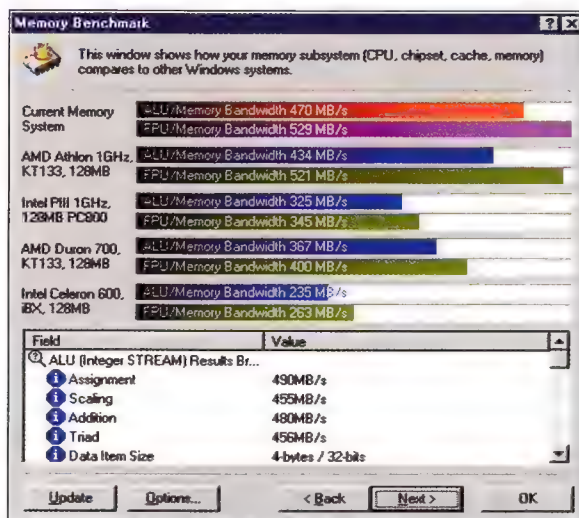 Memory Benchmark
This window shows how your memory subsystem (CPU, chipset, cache, memory)
compares to other Windows systems.
Current Memory
System
ALU/Memory Bandwidth 470 MB/s
FPU/Memory Bandwidth 529 MB/s
AMD Athlon 1GHz,
KT133, 128MB
ALU/Memory Bandwidth 434 MB/s
FPU/Memory Bandwidth 521 MB/s
Intel PIII 1GHz,
128MB PC800
ALU/Memory Bandwidth 325 MB/s
FPU/Memory Bandwidth 345 MB/s
AMD Duron 700,
KT133, 128MB
ALU/Memory Bandwidth 367 MB/s
FPU/Memory Bandwidth 400 MB/s
Intel Celeron 600,
iBX, 128MB
ALU/Memory Bandwidth 235 MB/s
FPU/Memory Bandwidth 263 MB/s
Field Value
ALU (Integer STREAM) Results Br...
Assignment 490MB/s
Scaling 455MB/s
Addition 480MB/s
Triad 456MB/s
Data Item Size 4-bytes / 32-bits
Update Options... < Back Next > OK